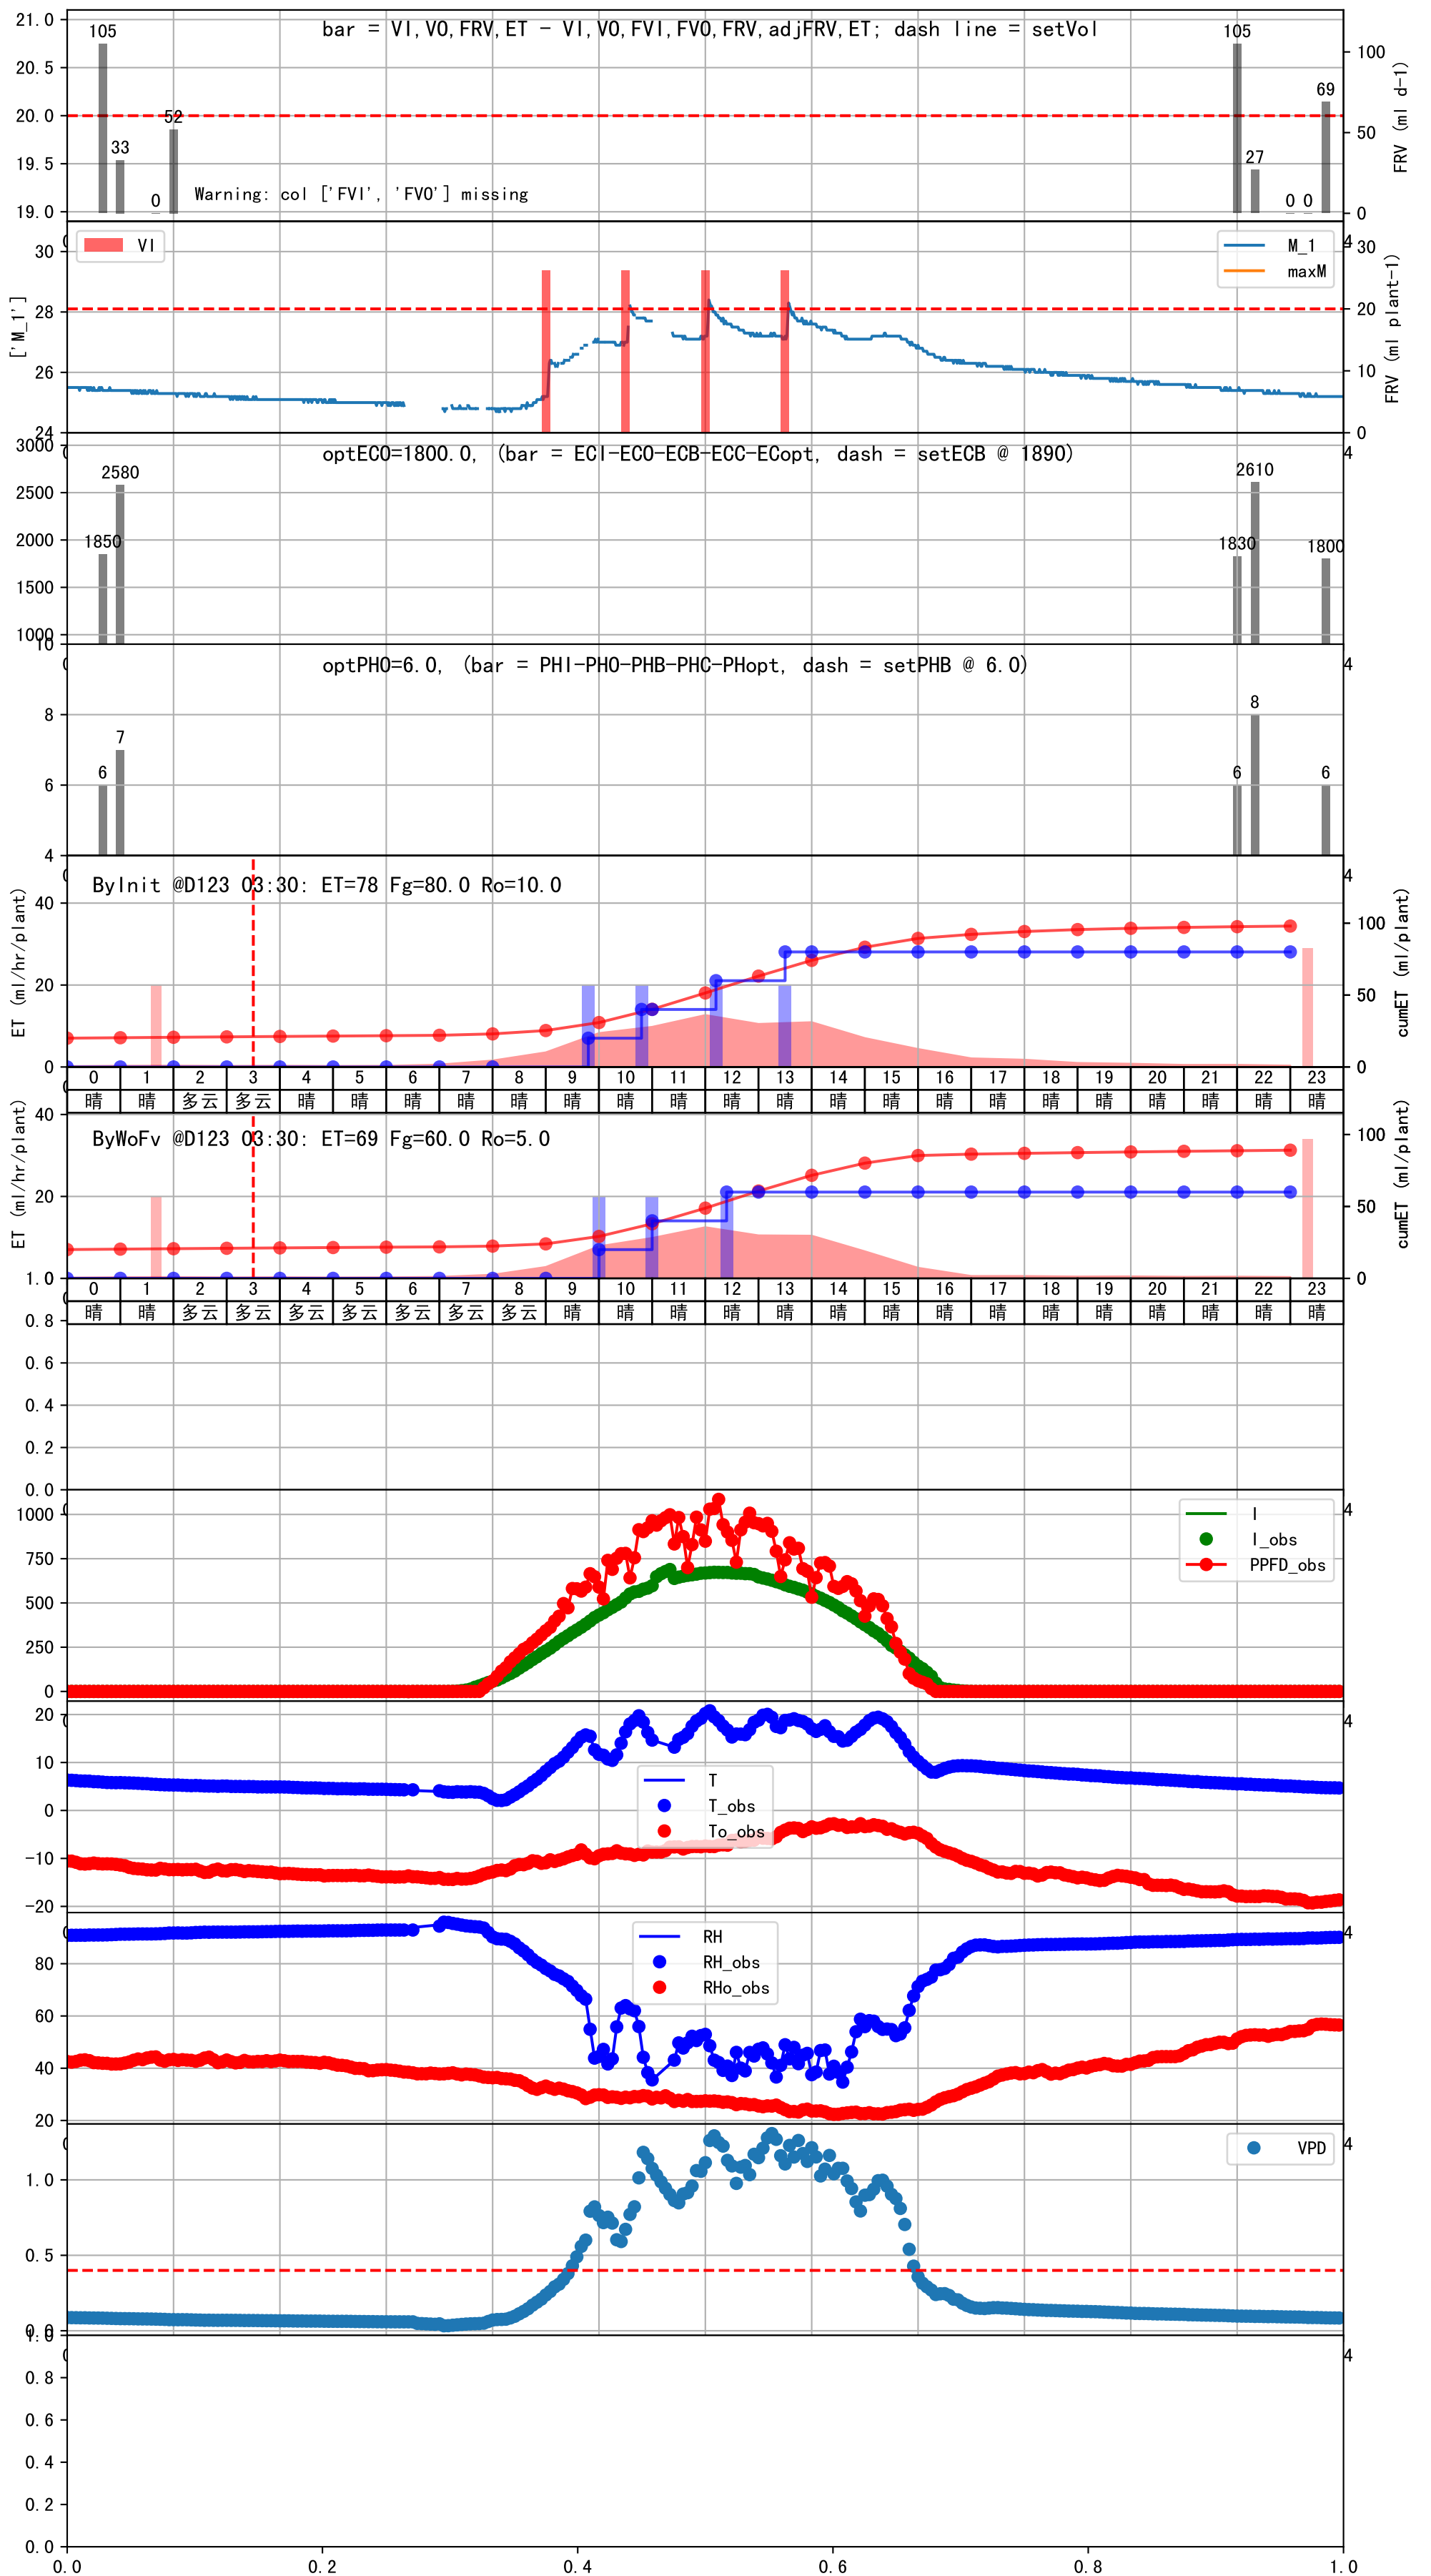 bar = VI,VO,FRV,ET - VI,VO,FVI,FVO,FRV,adjFRV,ET; dash line = setVol
21.0
20.5
20.0
19.5
19.0
105
33
0
52
Warning: col ['FVI', 'FVO'] missing
105
27
0 0
69
100
50
0
FRV (ml d-1)
VI
M_1
maxM
['M_1']
30
28
26
24
30
20
10
0
FRV (ml plant-1)
4
optECO=1800.0, (bar = ECI-ECO-ECB-ECC-ECopt, dash = setECB @ 1890)
3000
2500
2000
1500
1000
1850
2580
1830
2610
1800
4
optPHO=6.0, (bar = PHI-PHO-PHB-PHC-PHopt, dash = setPHB @ 6.0)
10
8
6
4
6
7
6
8
6
4
ByInit @D123 03:30: ET=78 Fg=80.0 Ro=10.0
ET (ml/hr/plant)
40
20
0
100
50
0
cumET (ml/plant)
4
0 1 2 3 4 5 6 7 8 9 10 11 12 13 14 15 16 17 18 19 20 21 22 23
晴 晴 多云 多云 晴 晴 晴 晴 多云 晴 晴 晴 晴 晴 晴 晴 晴 晴 晴 晴 晴 晴 晴 晴
ByWoFv @D123 03:30: ET=69 Fg=60.0 Ro=5.0
ET (ml/hr/plant)
40
20
100
50
0
cumET (ml/plant)
0 1 2 3 4 5 6 7 8 9 10 11 12 13 14 15 16 17 18 19 20 21 22 23
晴 晴 多云 多云 多云 多云 多云 多云 多云 晴 晴 晴 晴 晴 晴 晴 晴 晴 晴 晴 晴 晴 晴 晴
1.0
0.8
0.6
0.4
0.2
0.0
4
I
I_obs
PPFD_obs
1000
750
500
250
0
4
T
T_obs
To_obs
20
10
0
-10
-20
4
RH
RH_obs
RHo_obs
80
60
40
20
4
VPD
1.0
0.5
0.0
4
1.0
0.8
0.6
0.4
0.2
0.0
0.0 0.2 0.4 0.6 0.8 1.0